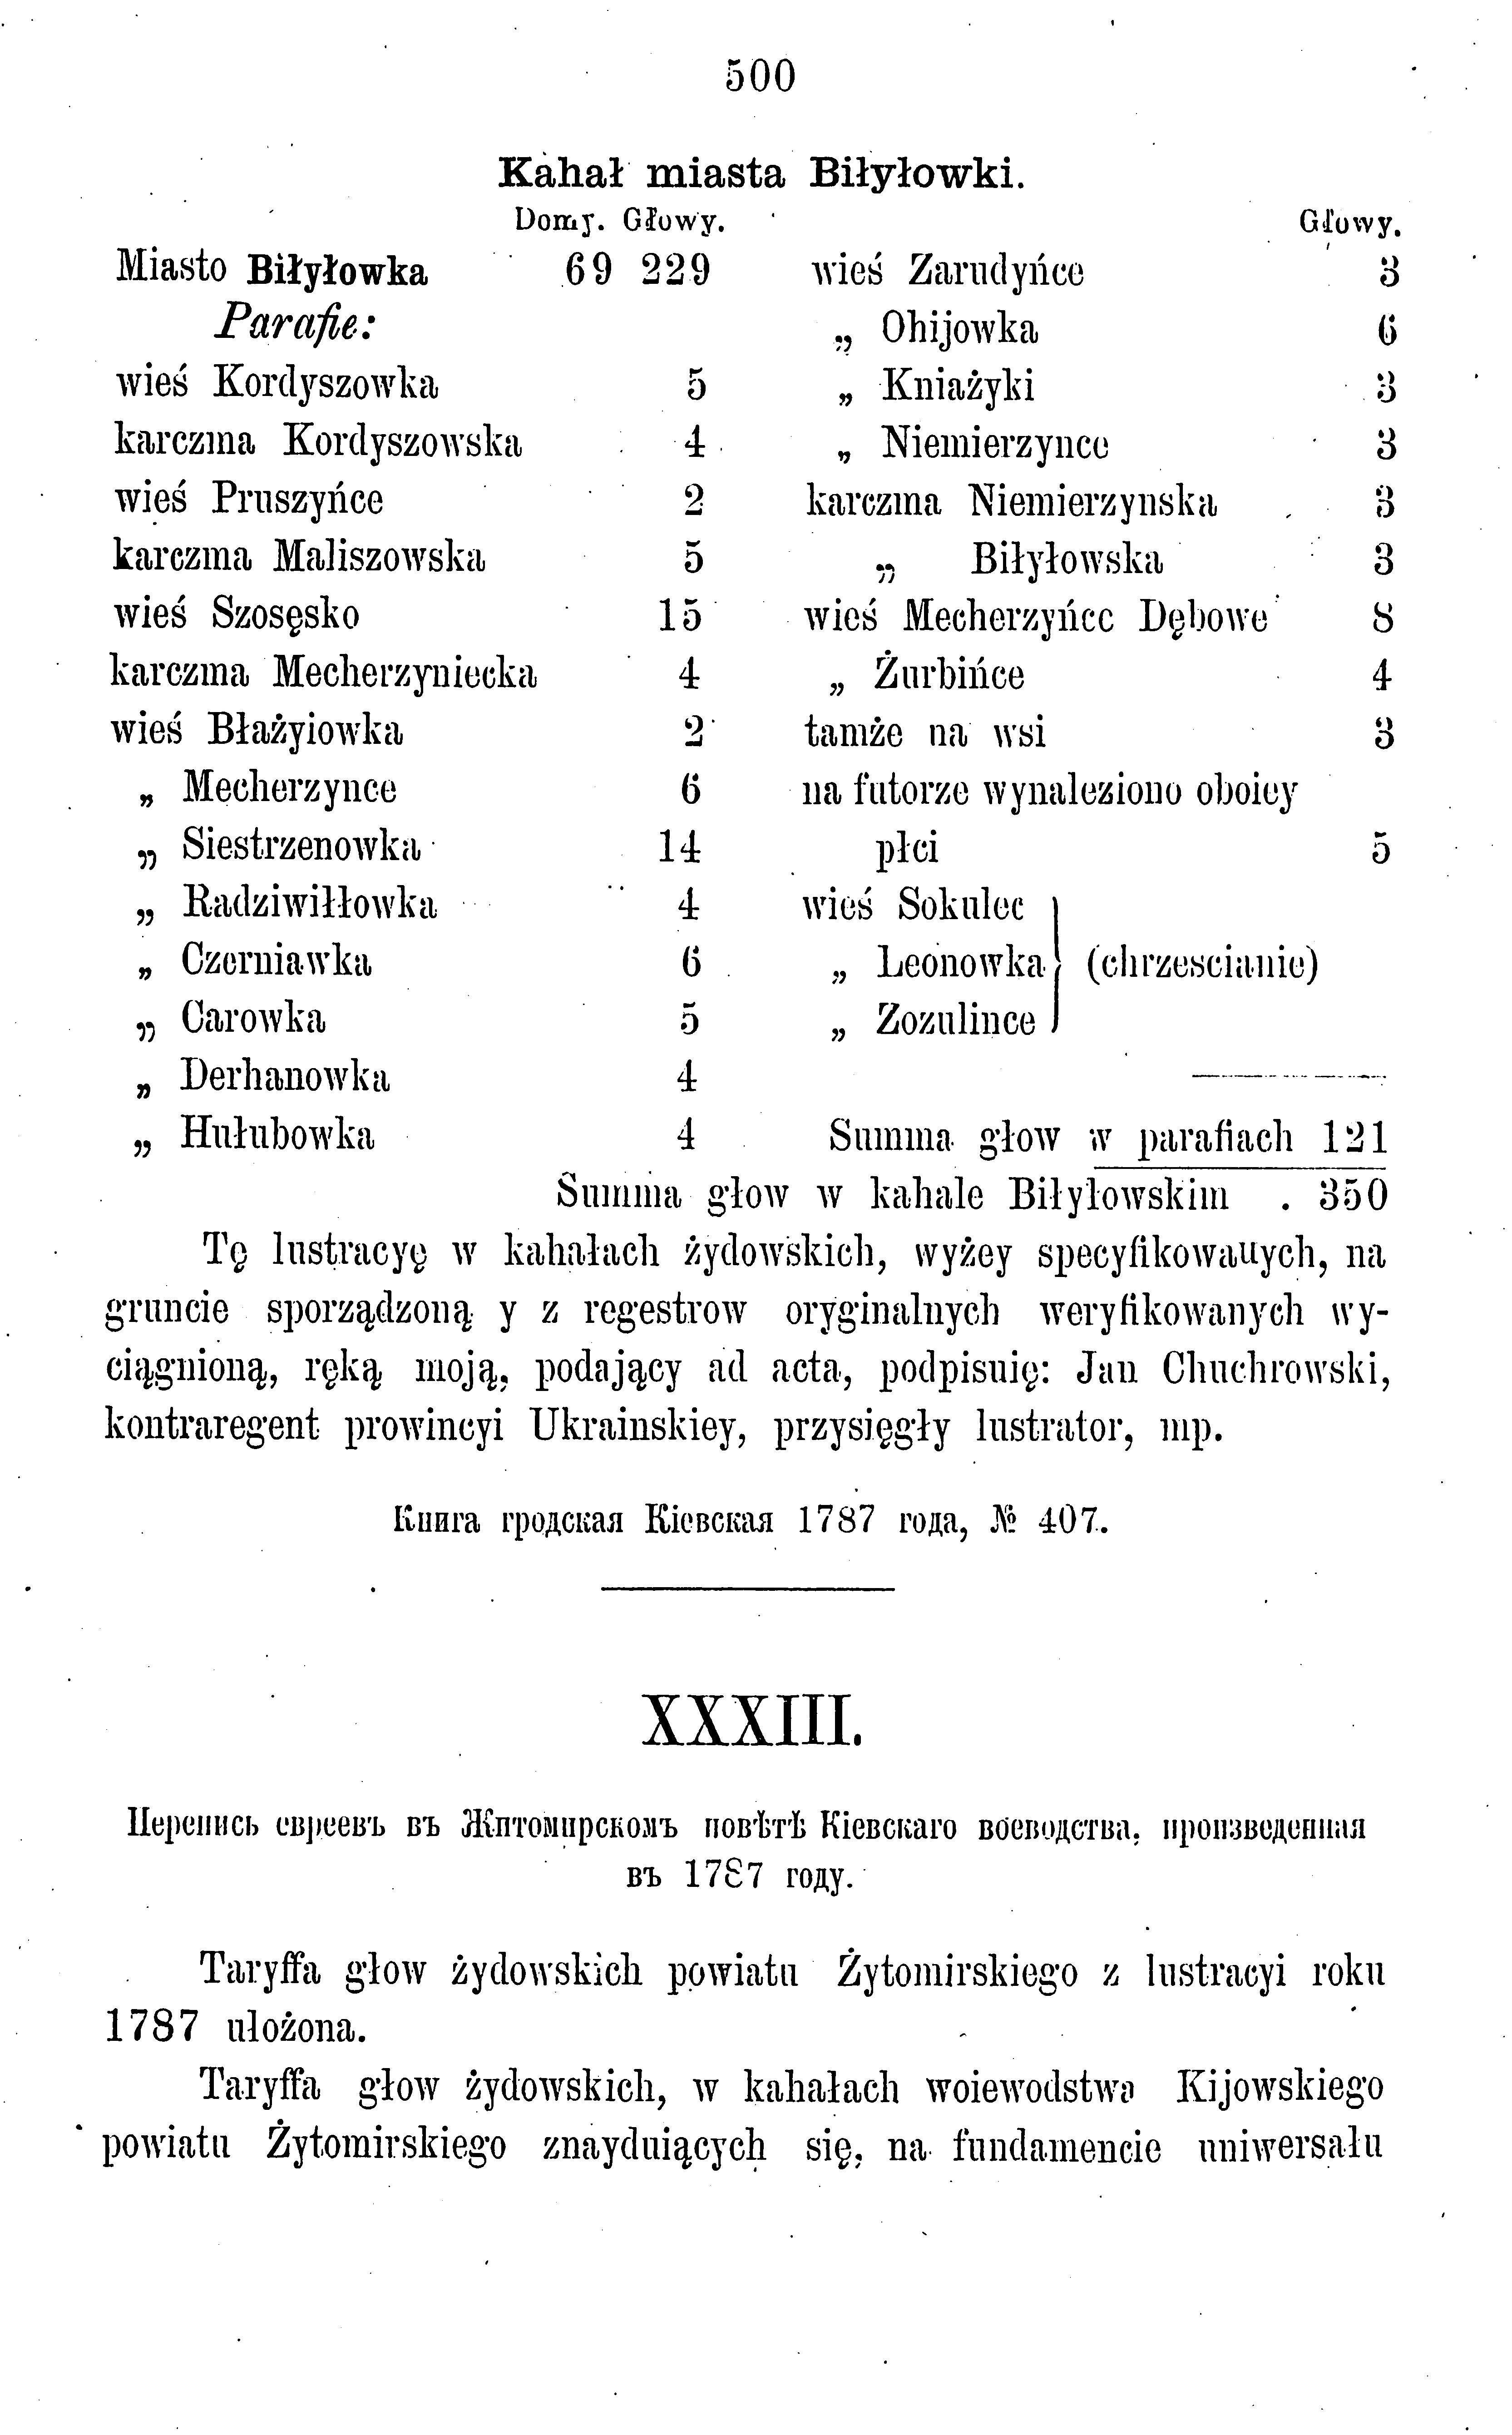 500
Kahał miasta Biłyłowki.
Domy. Głowy.
Miasto Biłyłowka 69 229
Parafie:
wieś Kordyszowka 5
karczma Kordyszowska 4
wieś Pruszyńce 2
karczma Maliszowska 5
wieś Szosęsko 15
karczma Mecherzyniecka 4
wieś Błażyiowka 2
„ Mecherzynce 6
„ Siestrzenowka 14
„ Radziwiłłowka 4
„ Czerniawka 6
„ Carowka 5
„ Derhanowka 4
„ Hułubowka 4
Głowy.
wieś Zarudyńce 3
„ Ohijowka 6
„ Kniażyki 3
„ Niemierzynce 3
karczma Niemierzynska 3
„ Biłyłowska 3
wieś Mecherzyńce Dębowe 8
„ Żurbińce 4
tamże na wsi 3
na futorze wynaleziono oboiey
płci 5
wieś Sokulec
„ Leonowka (chrzescianie)
„ Zozulince
Summa głow w parafiach 121
Summa głow w kahale Biłyłowskim . 350
Tę lustracyę w kahałach żydowskich, wyżey specyfikowanych, na
gruncie sporządzoną y z regestrow oryginalnych weryfikowanych wy-
ciągnioną, ręką moją, podający ad acta, podpisuię: Jan Chuchrowski,
kontraregent prowincyi Ukrainskiey, przysięgły lustrator, mp.
Книга гродская Кіевская 1787 года, № 407.
XXXIII.
Перепись евреевъ въ Житомирскомъ повѣтѣ Кіевскаго воеводства, произведенная
въ 1787 году.
Taryffa głow żydowskich powiatu Żytomirskiego z lustracyi roku
1787 ułożona.
Taryffa głow żydowskich, w kahałach woiewodstwa Kijowskiego
powiatu Żytomirskiego znayduiących się, na fundamencie uniwersału